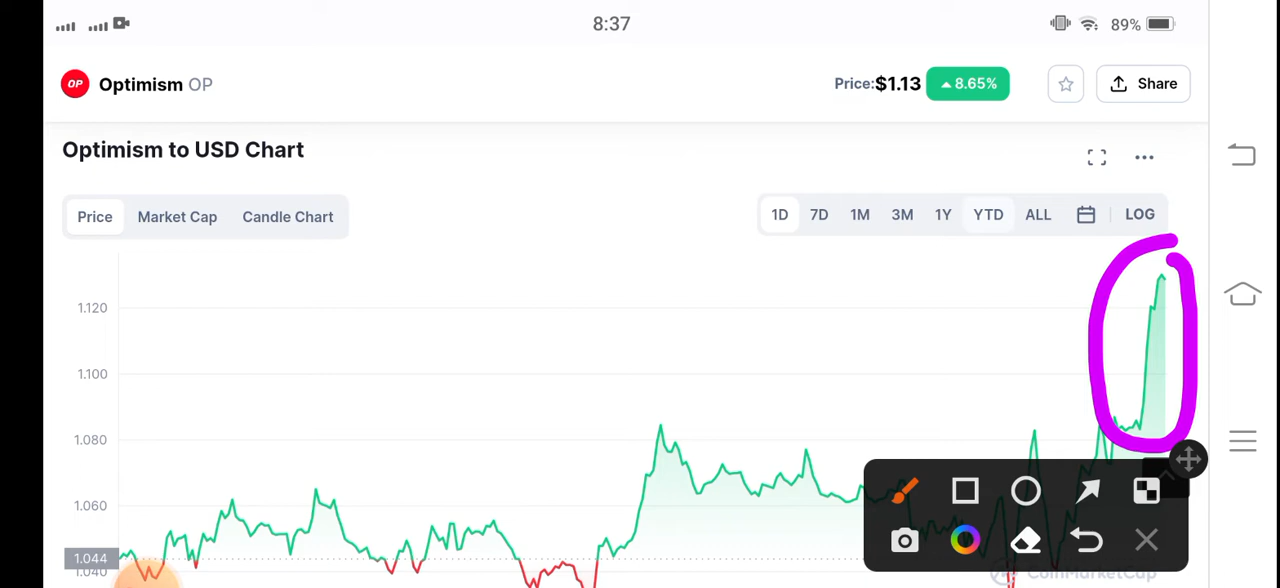 8:37
89%
OP Optimism OP
Price: $1.13 8.65%
Share
Optimism to USD Chart
Price Market Cap Candle Chart
1D 7D 1M 3M 1Y YTD ALL LOG
1.120
1.100
1.080
1.060
1.044
1.040
CoinMarketCap